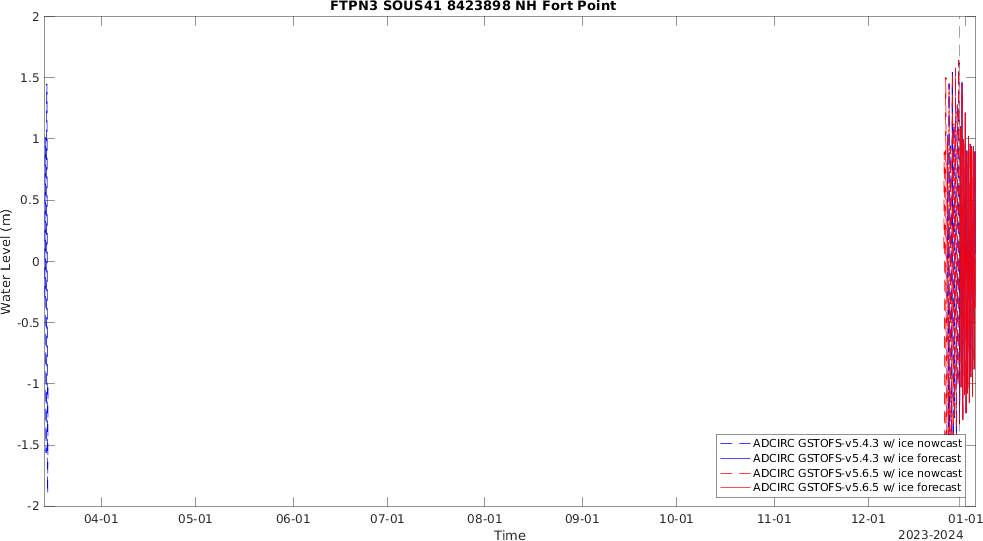 FTPN3 SOUS41 8423898 NH Fort Point
2
1.5
1
0.5
0
-0.5
-1
-1.5
-2
Water Level (m)
ADCIRC GSTOFS-v5.4.3 w/ ice nowcast
ADCIRC GSTOFS-v5.4.3 w/ ice forecast
ADCIRC GSTOFS-v5.6.5 w/ ice nowcast
ADCIRC GSTOFS-v5.6.5 w/ ice forecast
04-01 05-01 06-01 07-01 08-01 09-01 10-01 11-01 12-01 01-01
Time
2023-2024